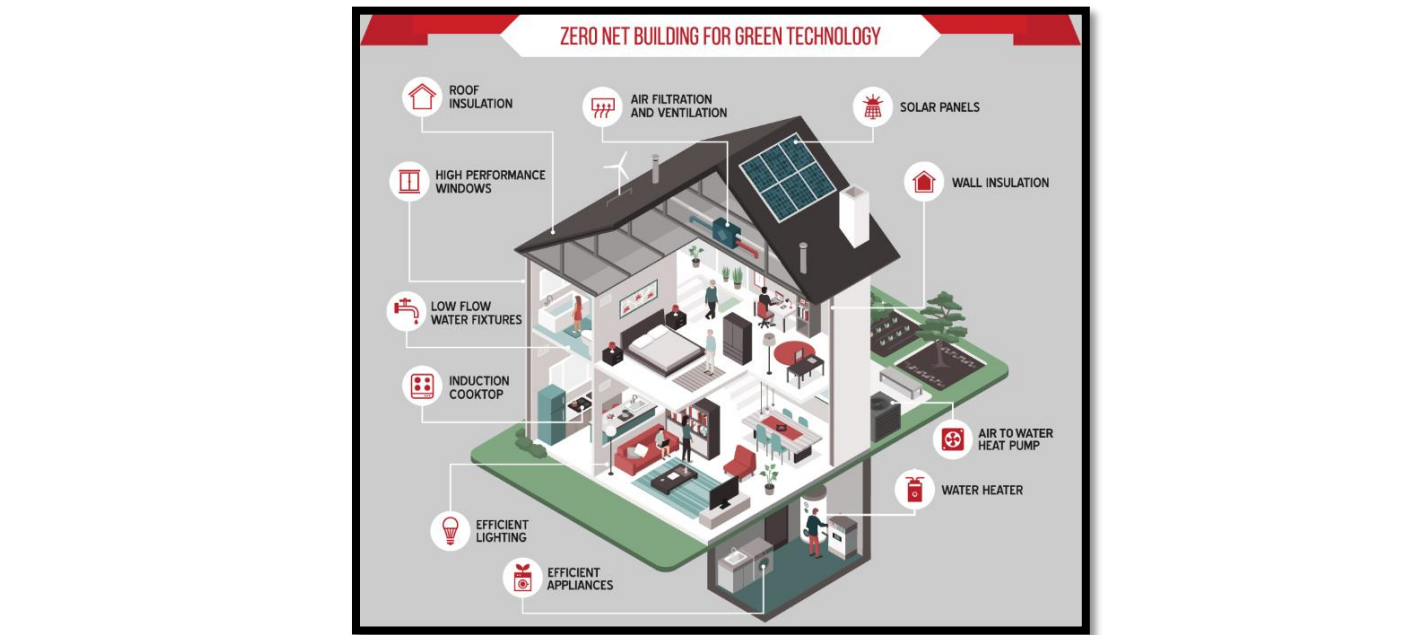 ZERO NET BUILDING FOR GREEN TECHNOLOGY
ROOF
INSULATION
AIR FILTRATION
AND VENTILATION
SOLAR PANELS
HIGH PERFORMANCE
WINDOWS
WALL INSULATION
LOW FLOW
WATER FIXTURES
INDUCTION
COOKTOP
AIR TO WATER
HEAT PUMP
WATER HEATER
EFFICIENT
LIGHTING
EFFICIENT
APPLIANCES